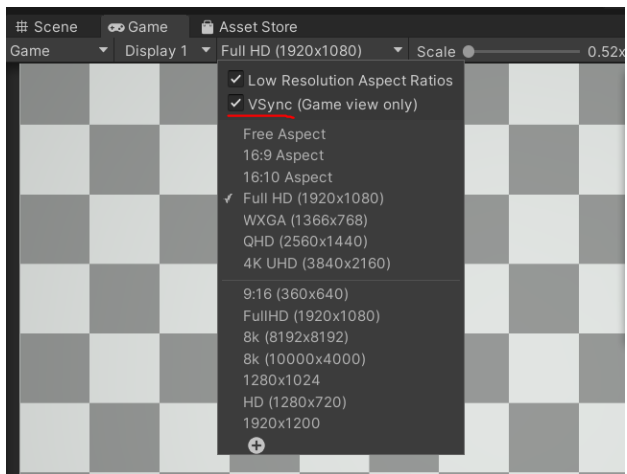 Scene Game Asset Store
Game Display 1 Full HD (1920x1080) Scale 0.52x
Low Resolution Aspect Ratios
VSync (Game view only)
Free Aspect
16:9 Aspect
16:10 Aspect
Full HD (1920x1080)
WXGA (1366x768)
QHD (2560x1440)
4K UHD (3840x2160)
9:16 (360x640)
FullHD (1920x1080)
8k (8192x8192)
8k (10000x4000)
1280x1024
HD (1280x720)
1920x1200